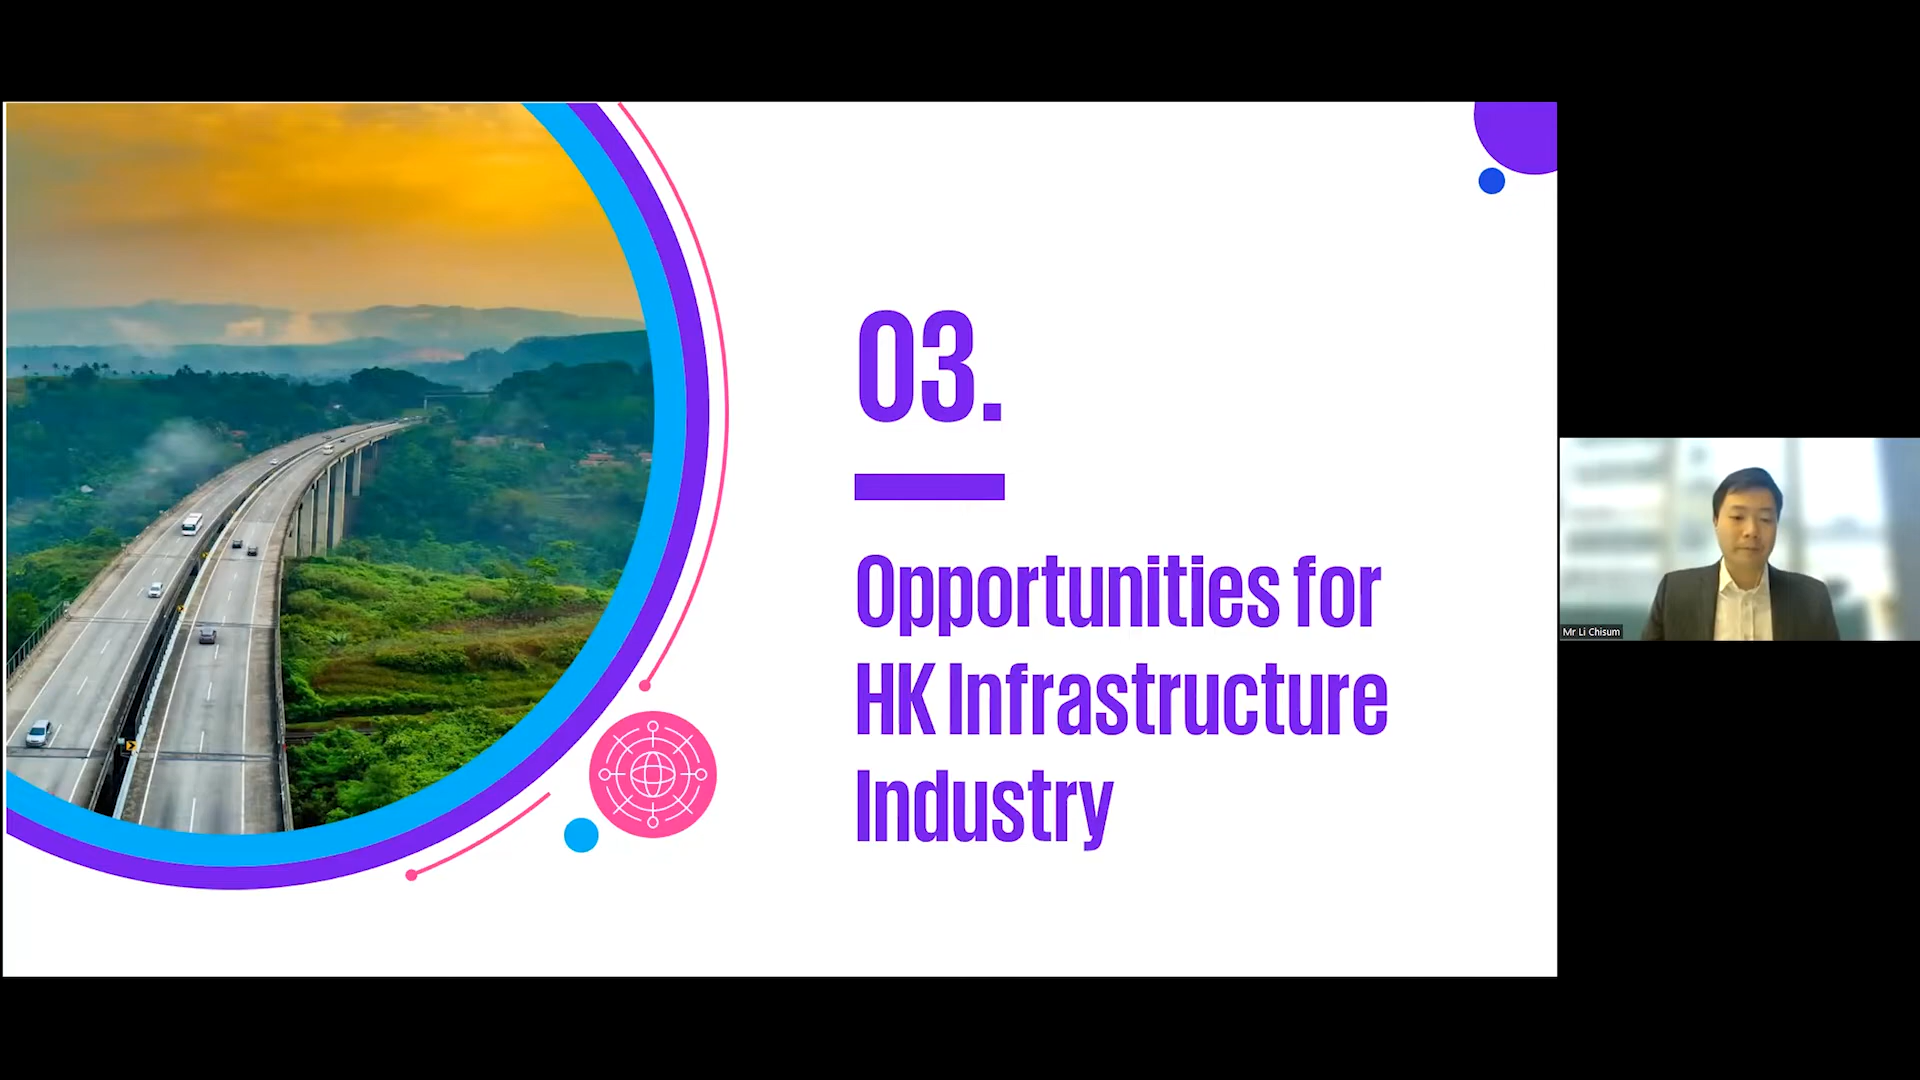 03.
Opportunities for
HK Infrastructure
Industry
Mr Li Chisum